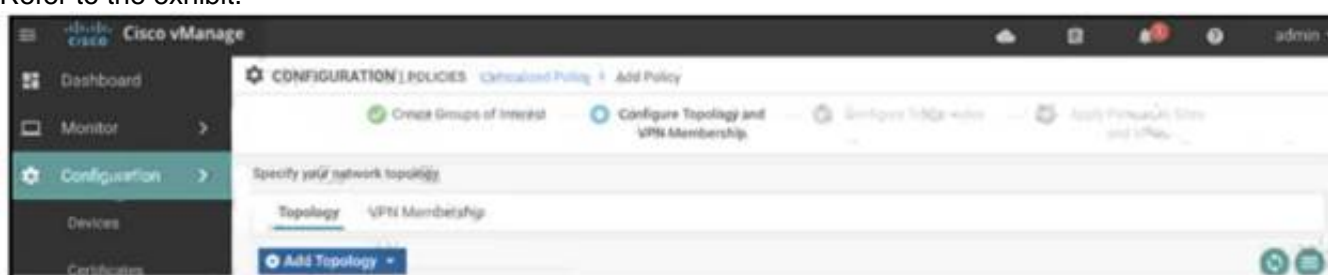 Refer to the exhibit.
cisco Cisco vManage admin
Dashboard
CONFIGURATION | POLICIES Centralized Policy > Add Policy
Create Groups of Interest
Configure Topology and VPN Membership
Monitor
Configuration
Specify your network topology
Topology VPN Membership
Devices
Add Topology
Certificates